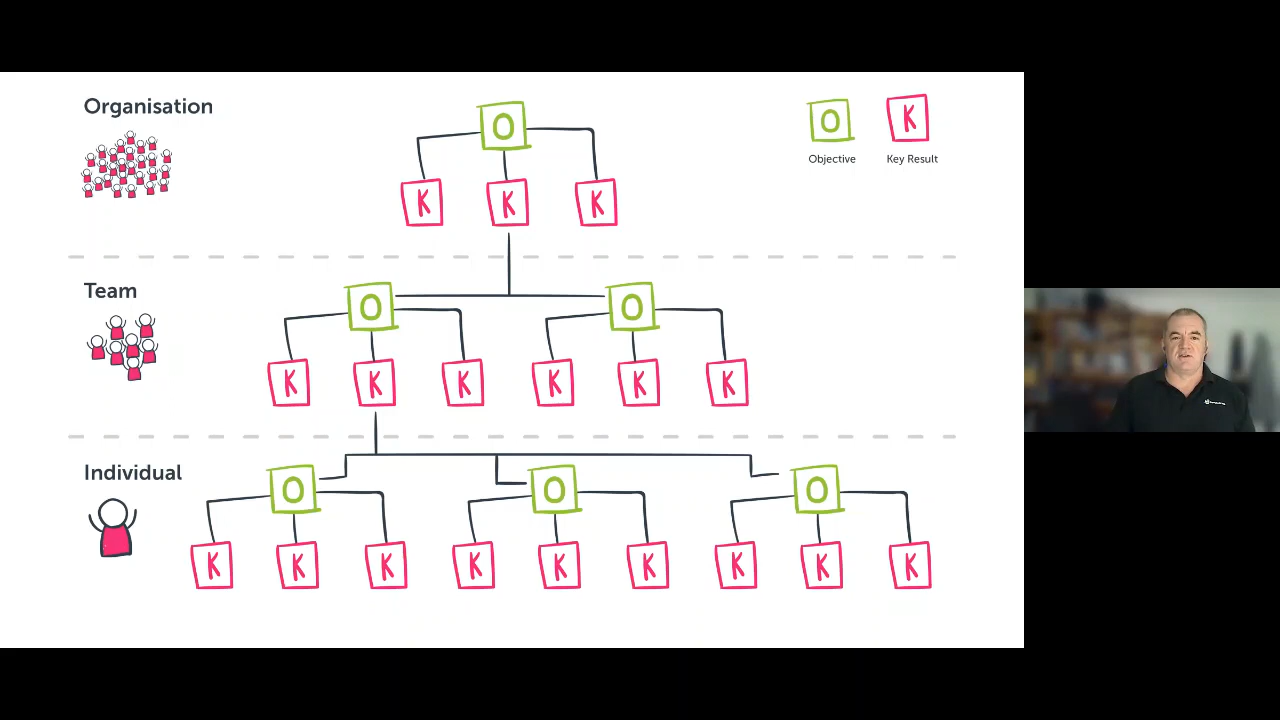 Organisation
O
O K
Objective Key Result
K K K
Team
O O
K K K K K K
Individual
O O O
K K K K K K K K K